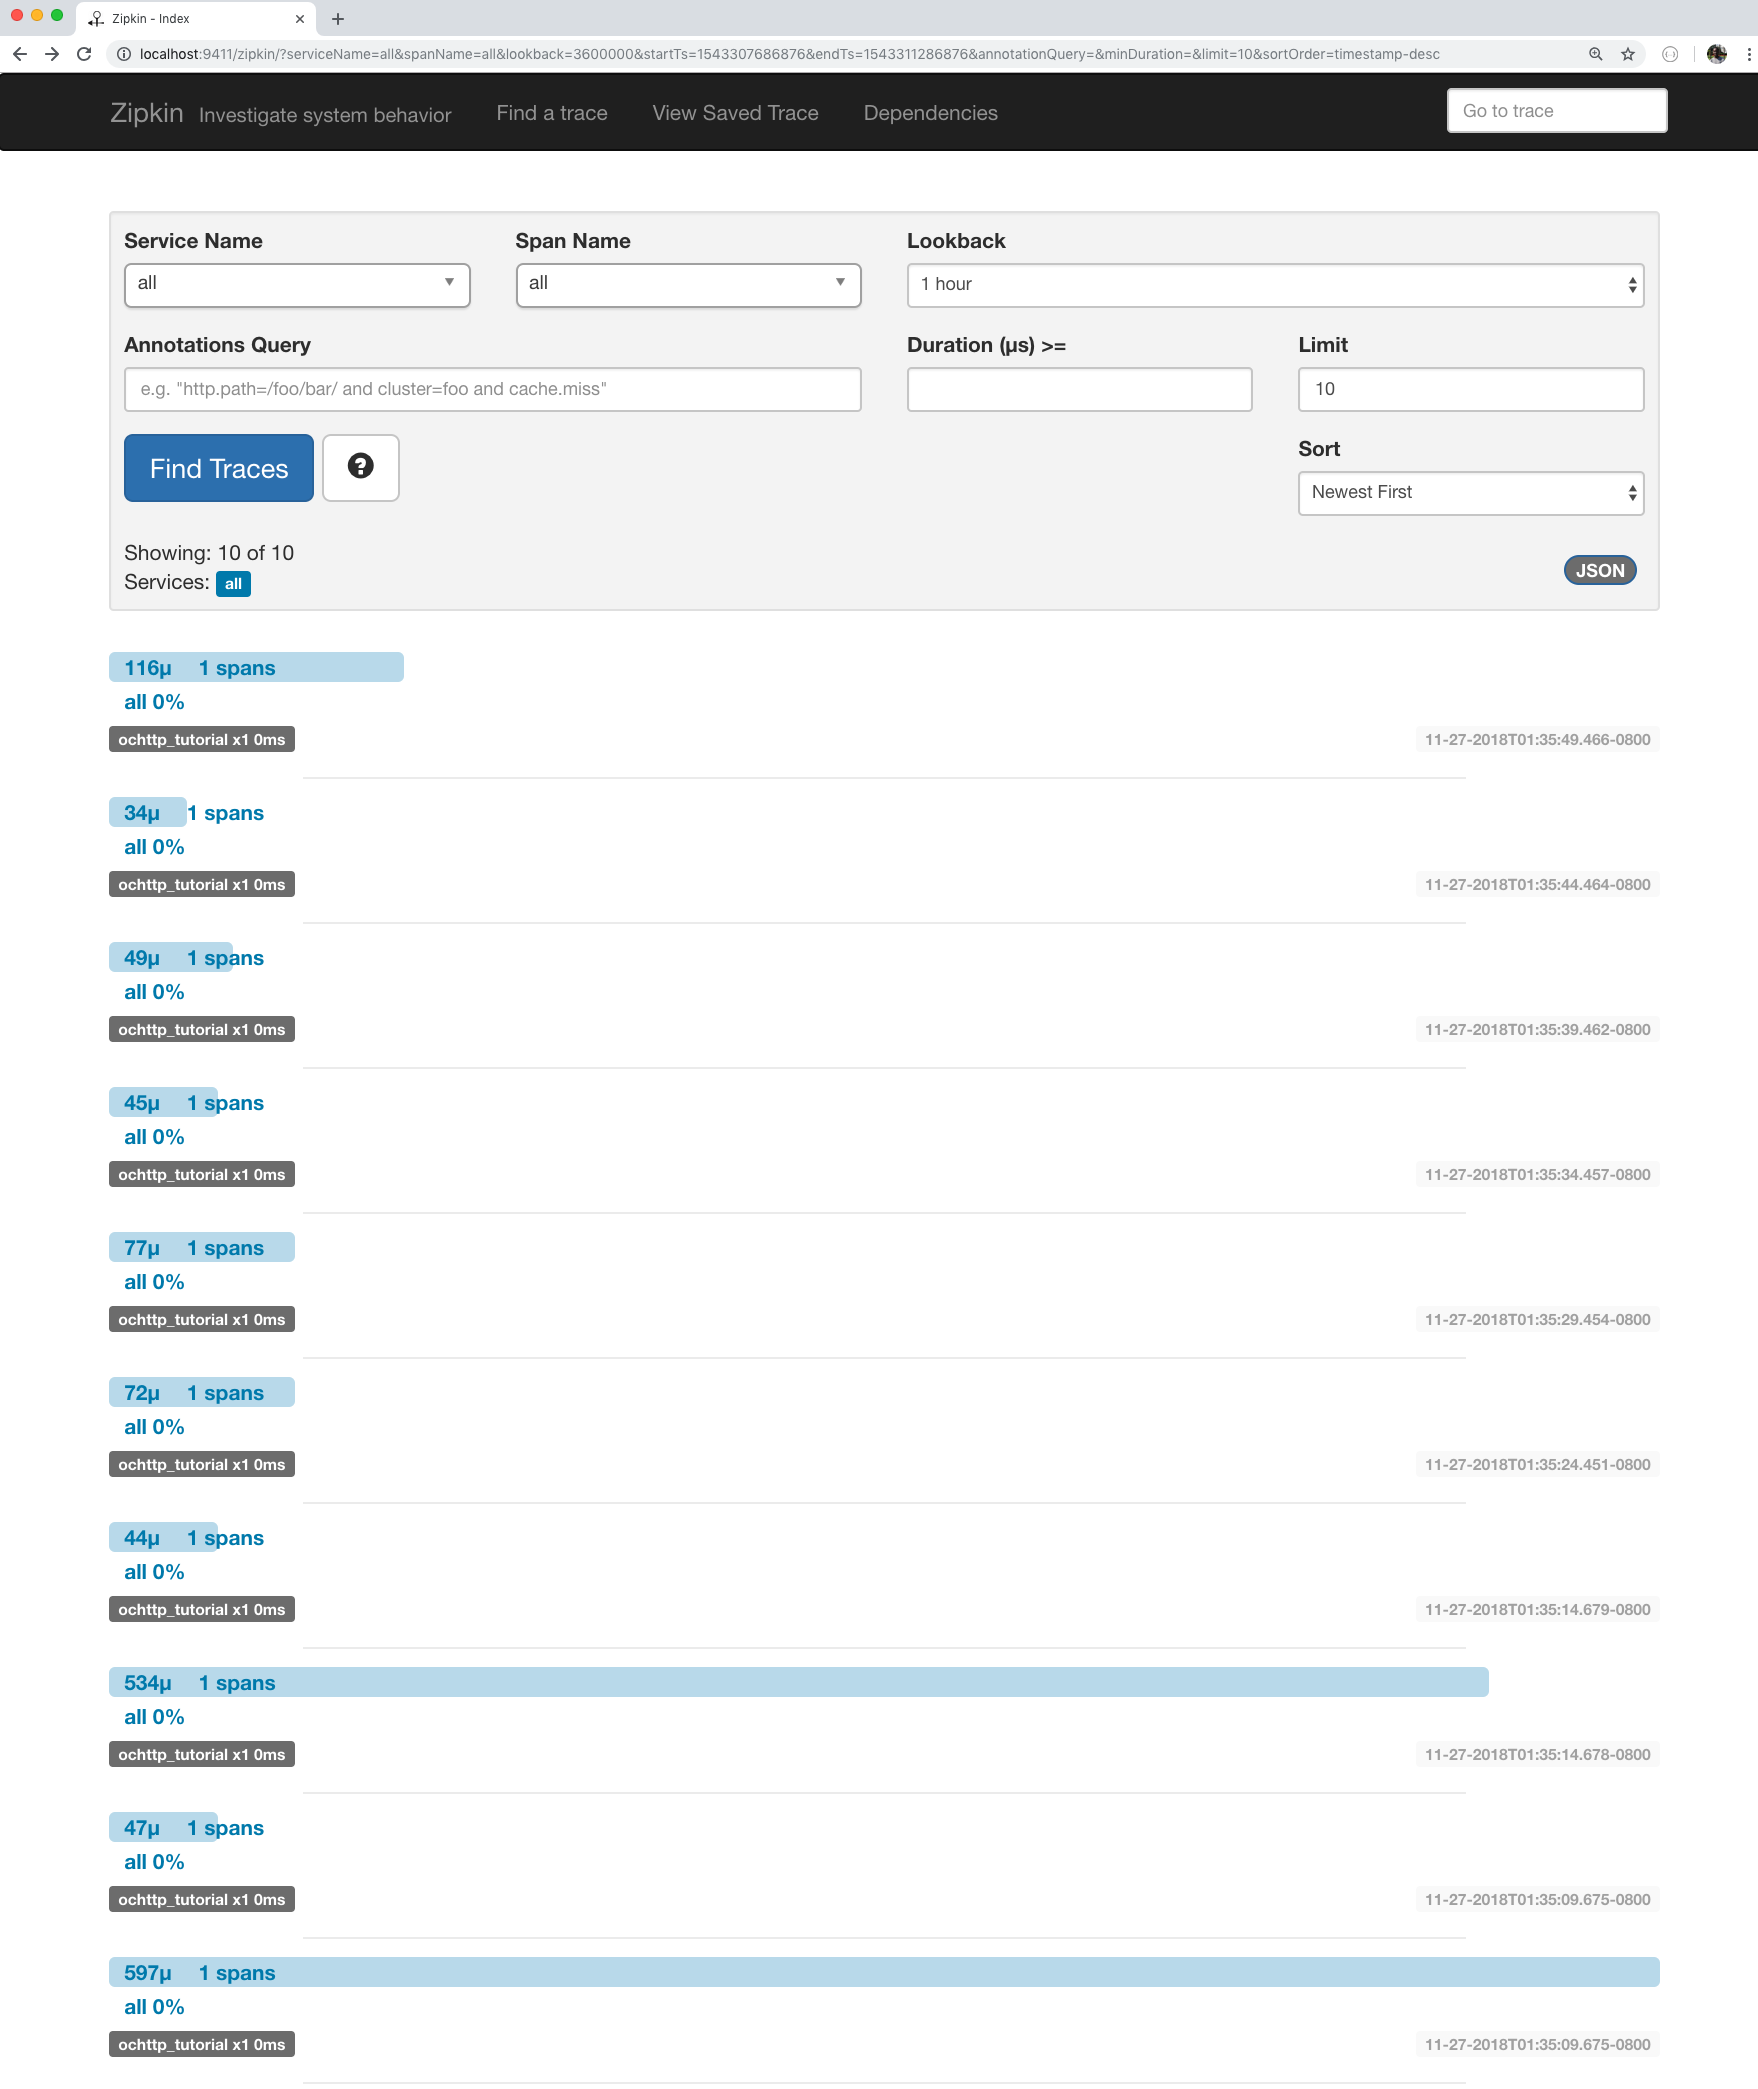 Zipkin - Index
localhost:9411/zipkin/?serviceName=all&spanName=all&lookback=3600000&startTs=1543307686876&endTs=1543311286876&annotationQuery=&minDuration=&limit=10&sortOrder=timestamp-desc
Zipkin Investigate system behavior Find a trace View Saved Trace Dependencies Go to trace
Service Name Span Name Lookback
all all 1 hour
Annotations Query Duration (µs) >= Limit
e.g. "http.path=/foo/bar/ and cluster=foo and cache.miss" 10
Find Traces ? Sort
Newest First
Showing: 10 of 10
Services: all JSON
116µ 1 spans
all 0%
ochttp_tutorial x1 0ms 11-27-2018T01:35:49.466-0800
34µ 1 spans
all 0%
ochttp_tutorial x1 0ms 11-27-2018T01:35:44.464-0800
49µ 1 spans
all 0%
ochttp_tutorial x1 0ms 11-27-2018T01:35:39.462-0800
45µ 1 spans
all 0%
ochttp_tutorial x1 0ms 11-27-2018T01:35:34.457-0800
77µ 1 spans
all 0%
ochttp_tutorial x1 0ms 11-27-2018T01:35:29.454-0800
72µ 1 spans
all 0%
ochttp_tutorial x1 0ms 11-27-2018T01:35:24.451-0800
44µ 1 spans
all 0%
ochttp_tutorial x1 0ms 11-27-2018T01:35:14.679-0800
534µ 1 spans
all 0%
ochttp_tutorial x1 0ms 11-27-2018T01:35:14.678-0800
47µ 1 spans
all 0%
ochttp_tutorial x1 0ms 11-27-2018T01:35:09.675-0800
597µ 1 spans
all 0%
ochttp_tutorial x1 0ms 11-27-2018T01:35:09.675-0800